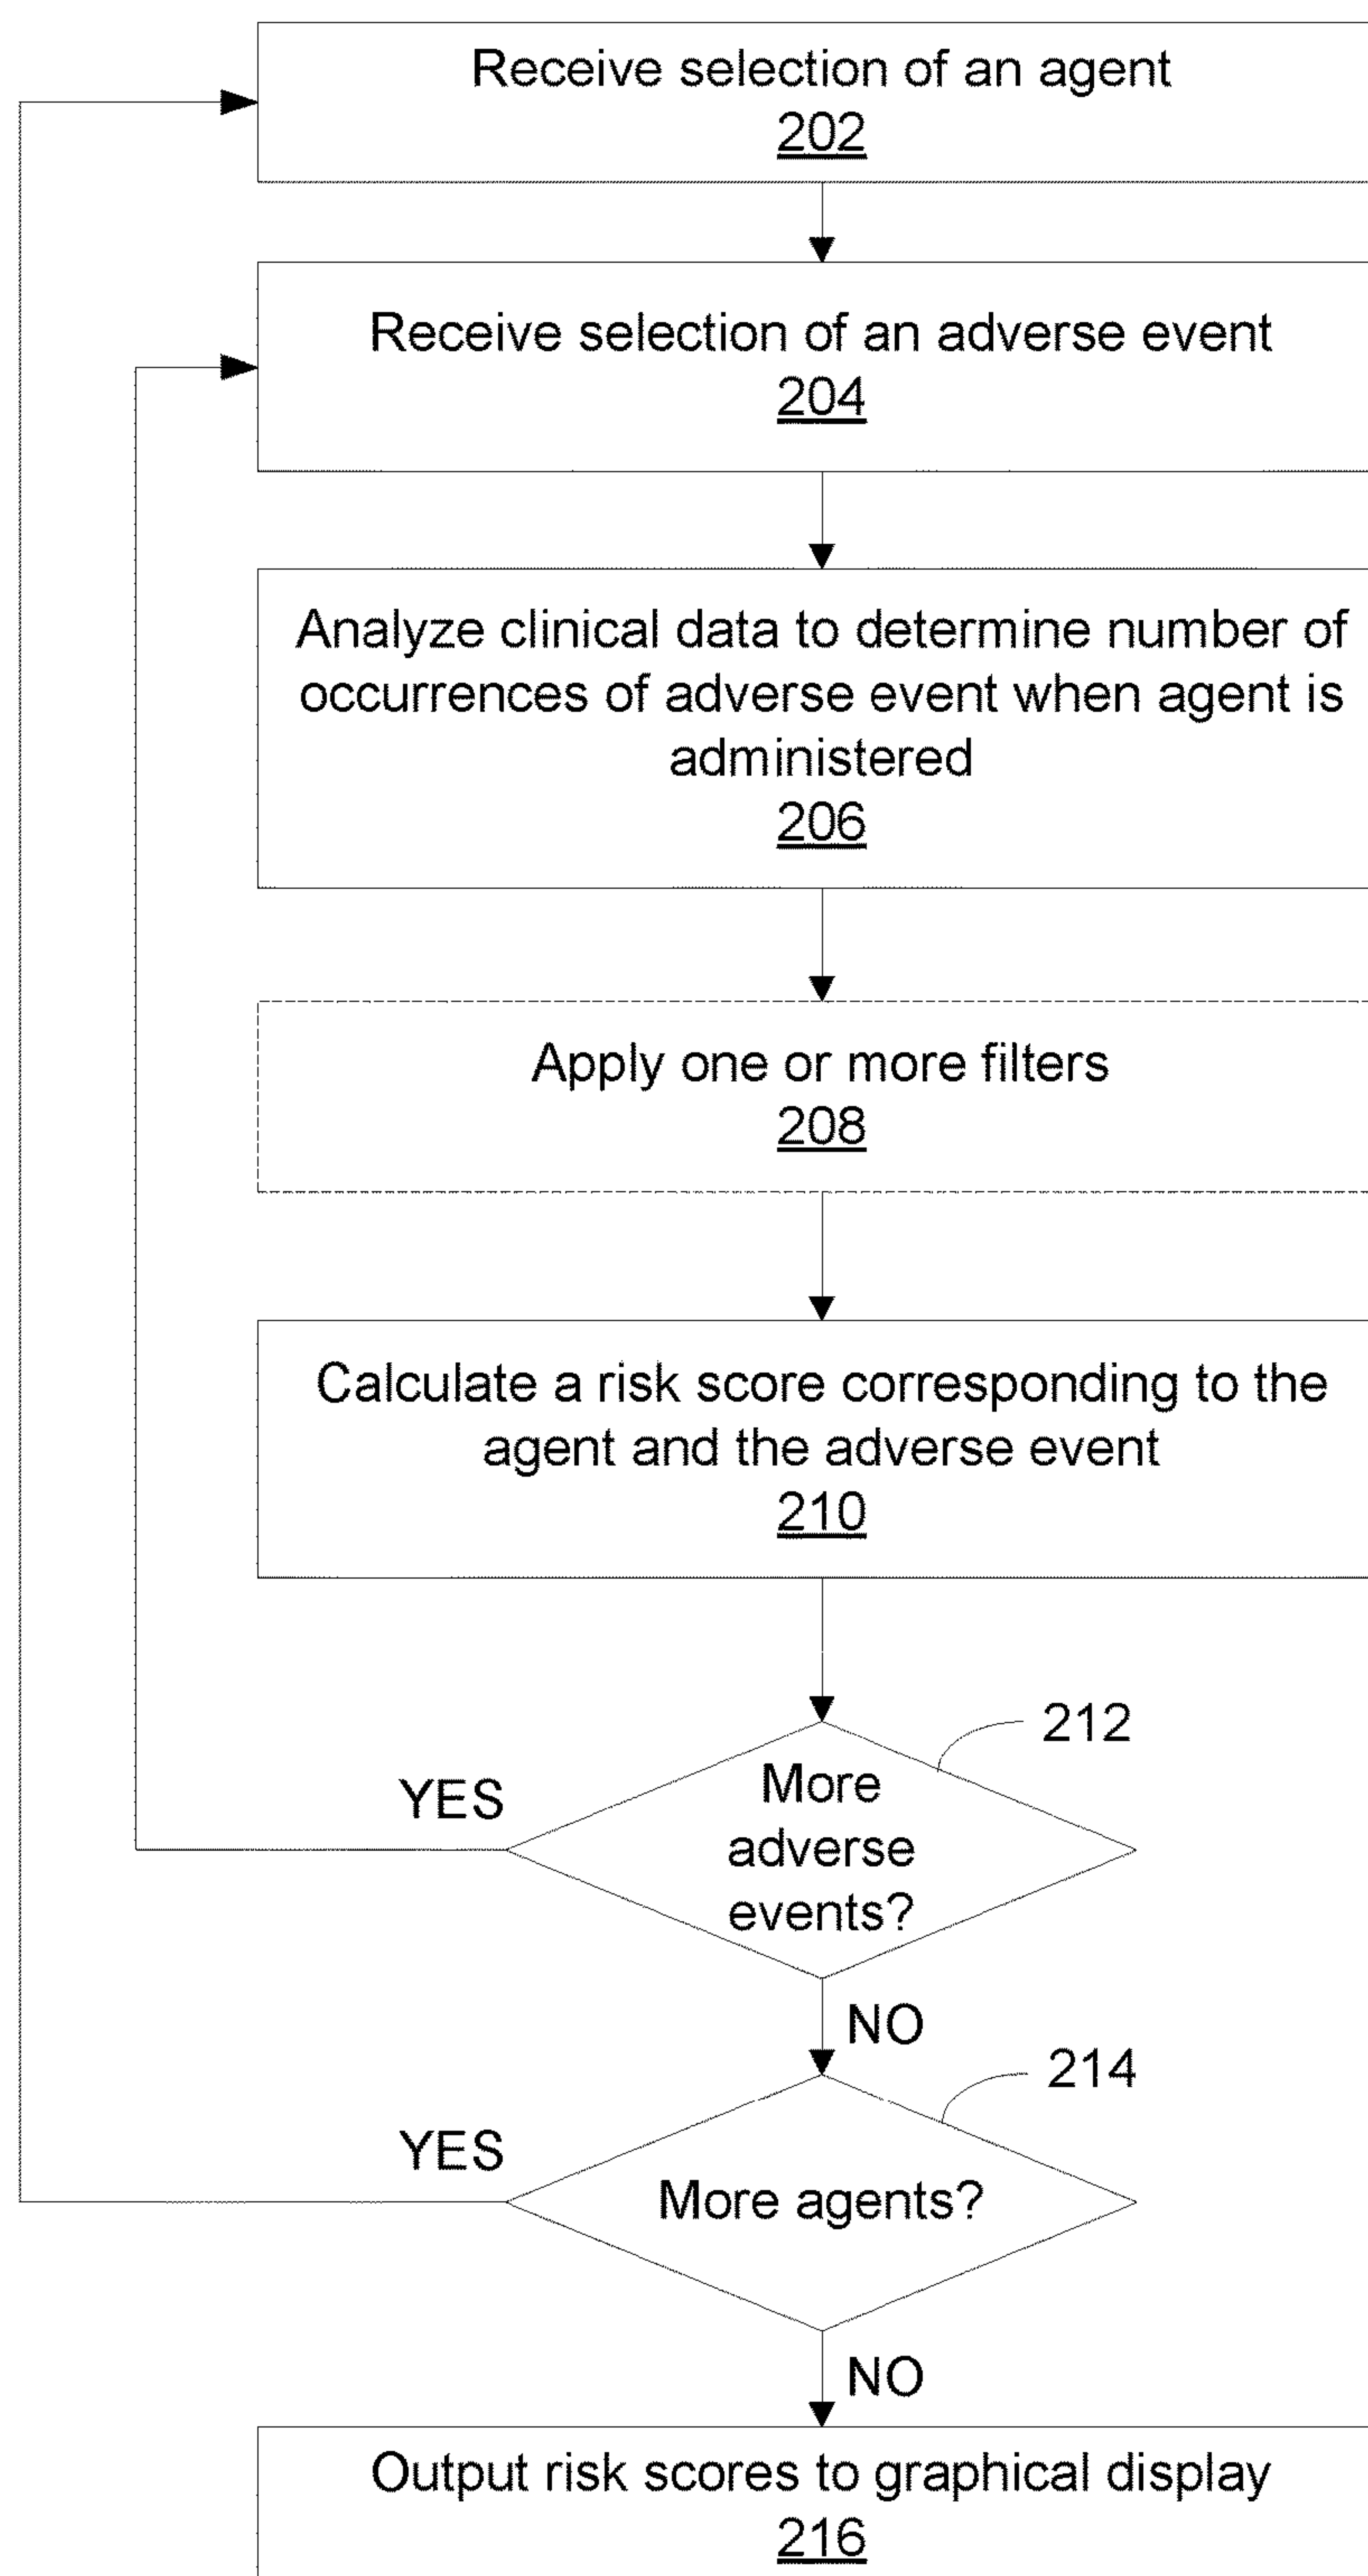 Receive selection of an agent
202
Receive selection of an adverse event
204
Analyze clinical data to determine number of
occurrences of adverse event when agent is
administered
206
Apply one or more filters
208
Calculate a risk score corresponding to the
agent and the adverse event
210
212
YES
More
adverse
events?
NO
214
YES
More agents?
NO
Output risk scores to graphical display
216